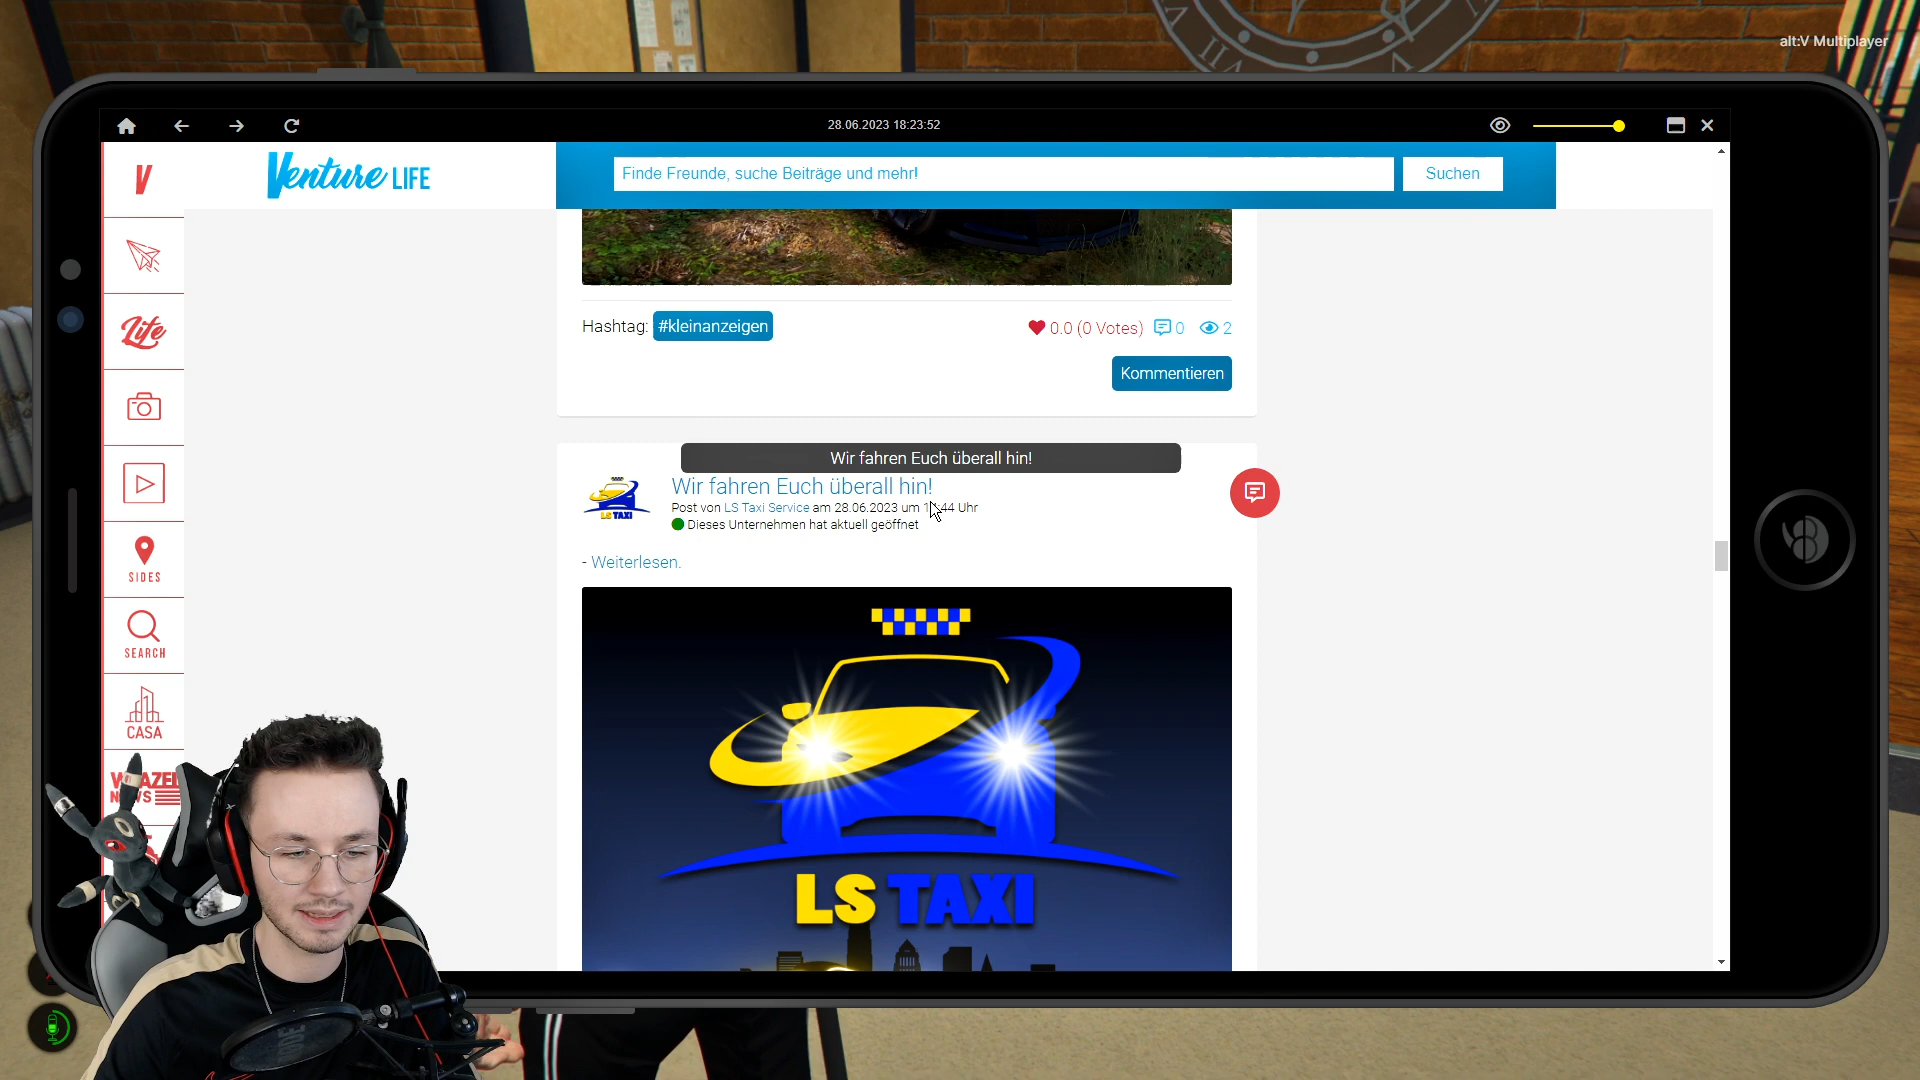 alt:V Multiplayer
28.06.2023 18:23:52
V
Venture LIFE
Finde Freunde, suche Beiträge und mehr!
Suchen
Life
Hashtag: #kleinanzeigen
0.0 (0 Votes) 0 2
Kommentieren
Wir fahren Euch überall hin!
Wir fahren Euch überall hin!
LS TAXI
Post von LS Taxi Service am 28.06.2023 um
:44 Uhr
Dieses Unternehmen hat aktuell geöffnet
- Weiterlesen.
SIDES
SEARCH
CASA
LS TAXI